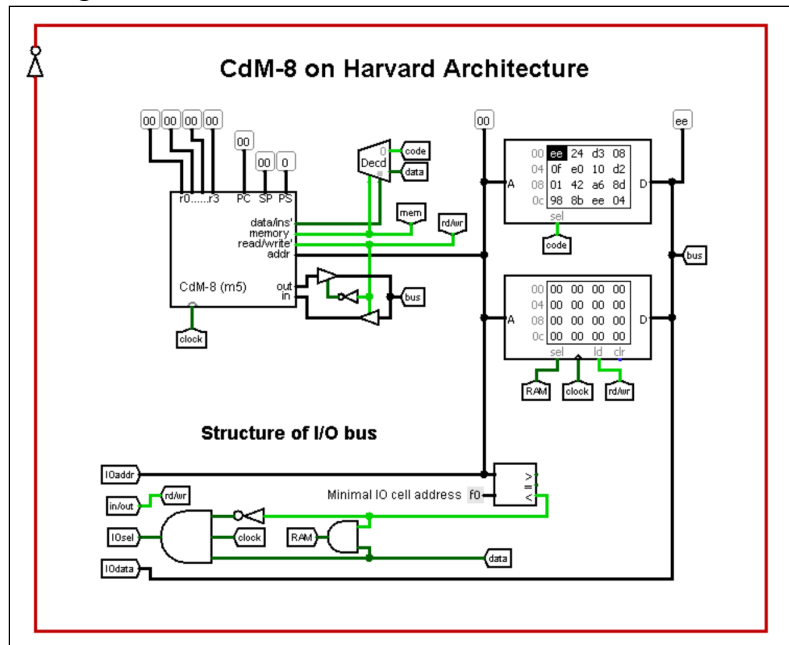 CdM-8 on Harvard Architecture
00 00 00 00
00
00 0
r0......r3 PC SP PS
0
Decd
code
data
data/ins'
memory
read/write'
addr
mem
rd/wr
CdM-8 (m5)
out
in
bus
clock
00
ee
00 ee 24 d3 08
04 0f e0 10 d2
08 01 42 a6 8d
0c 98 8b ee 04
A
D
sel
code
bus
00 00 00 00 00
04 00 00 00 00
08 00 00 00 00
0c 00 00 00 00
A
D
sel ld clr
RAM clock rd/wr
Structure of I/O bus
IOaddr
Minimal IO cell address f0
>
=
<
in/out
rd/wr
IOsel
clock
RAM
data
IOdata